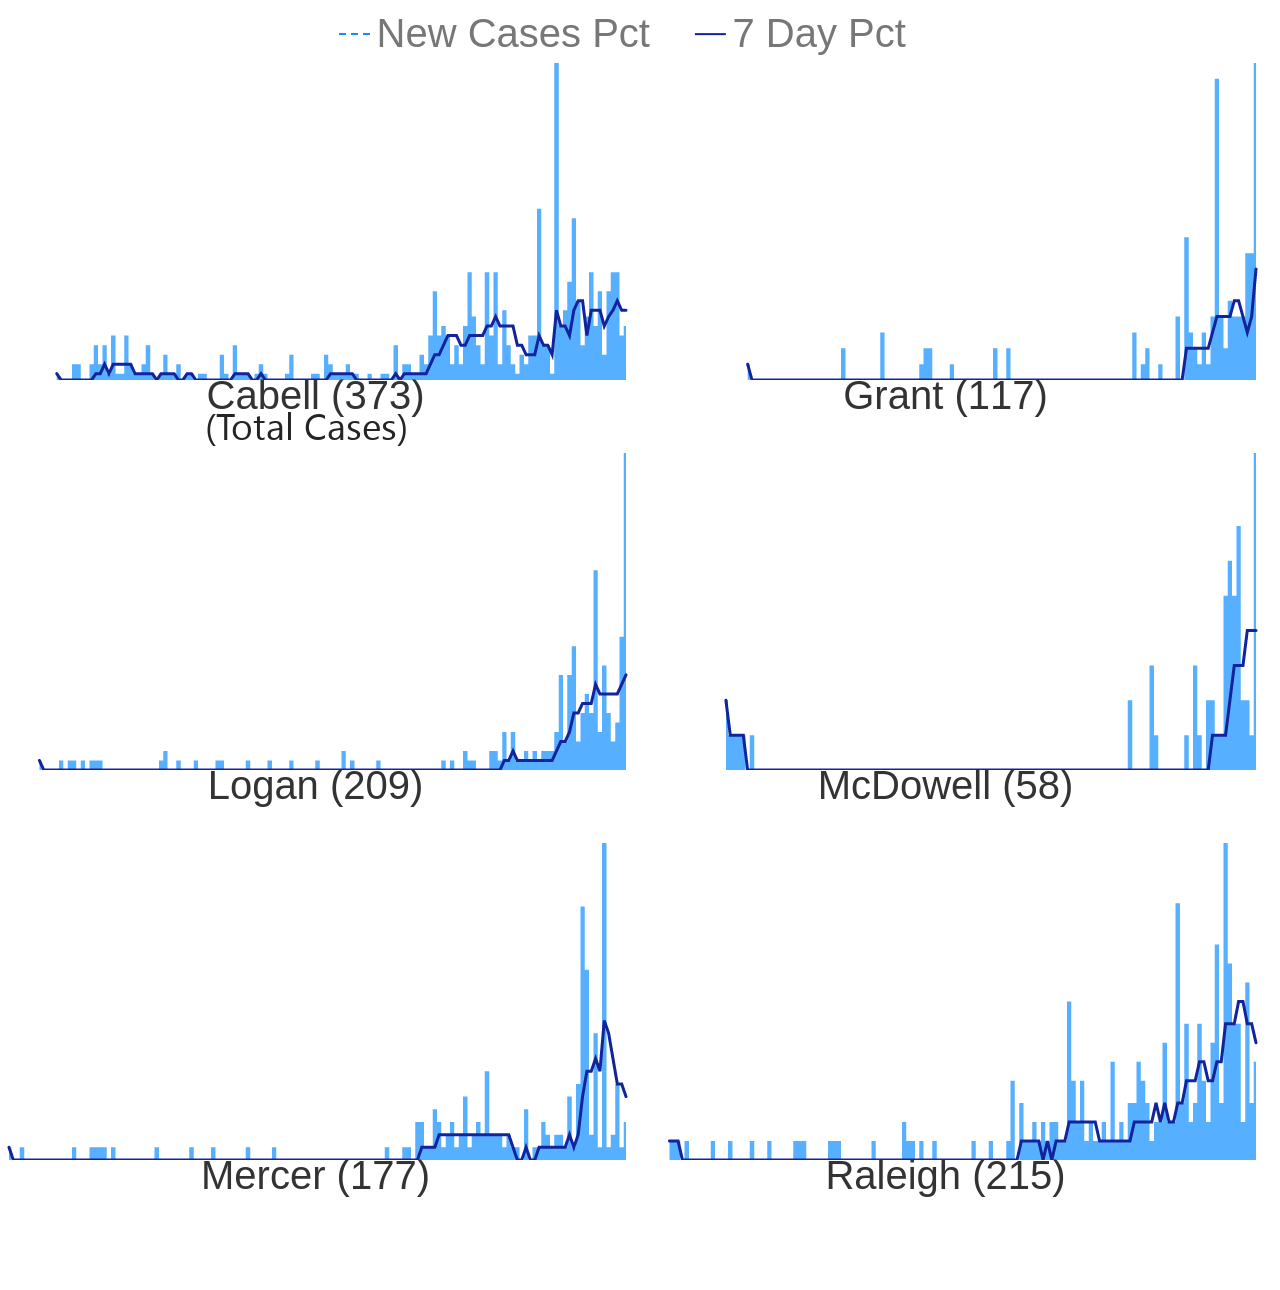 New Cases Pct 7 Day Pct
Cabell (373)
(Total Cases)
Grant (117)
Logan (209)
McDowell (58)
Mercer (177)
Raleigh (215)